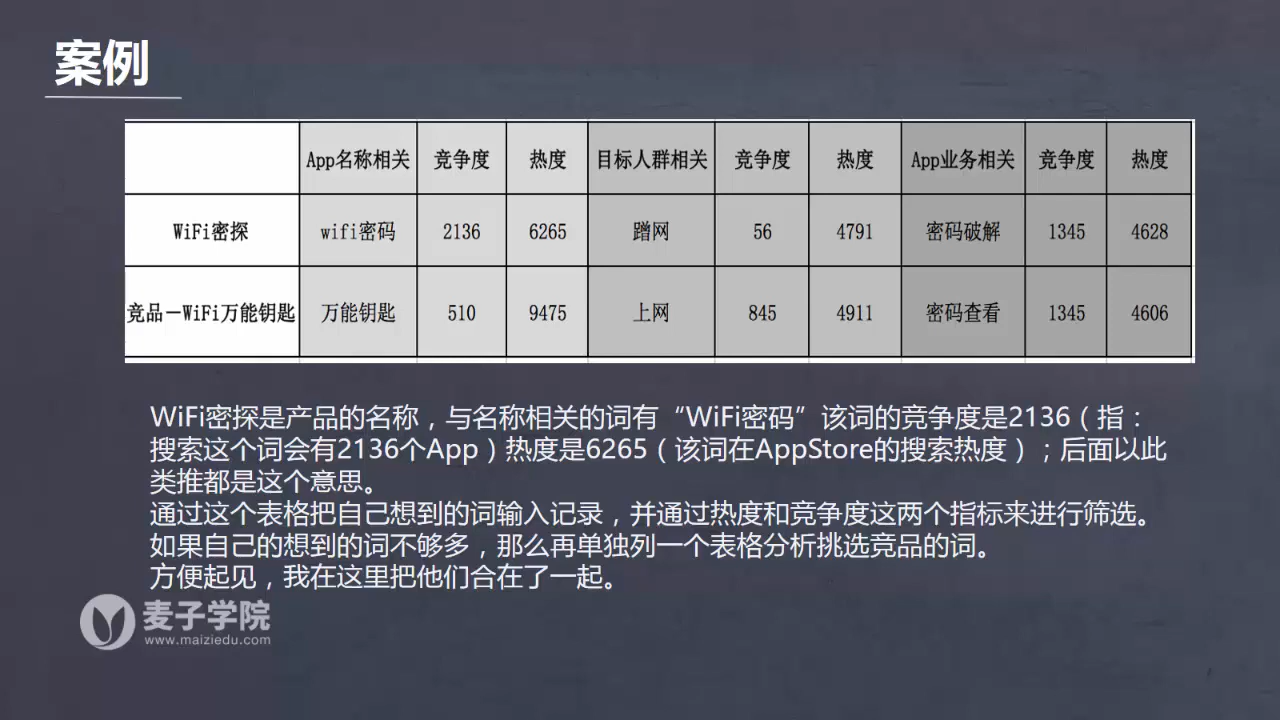 案例
App名称相关 竞争度 热度 目标人群相关 竞争度 热度 App业务相关 竞争度 热度
WiFi密探 wifi密码 2136 6265 蹭网 56 4791 密码破解 1345 4628
竞品—WiFi万能钥匙 万能钥匙 510 9475 上网 845 4911 密码查看 1345 4606
WiFi密探是产品的名称，与名称相关的词有“WiFi密码”该词的竞争度是2136（指：
搜索这个词会有2136个App）热度是6265（该词在AppStore的搜索热度）；后面以此
类推都是这个意思。
通过这个表格把自己想到的词输入记录，并通过热度和竞争度这两个指标来进行筛选。
如果自己的想到的词不够多，那么再单独列一个表格分析挑选竞品的词。
方便起见，我在这里把他们合在了一起。
麦子学院
www.maiziedu.com